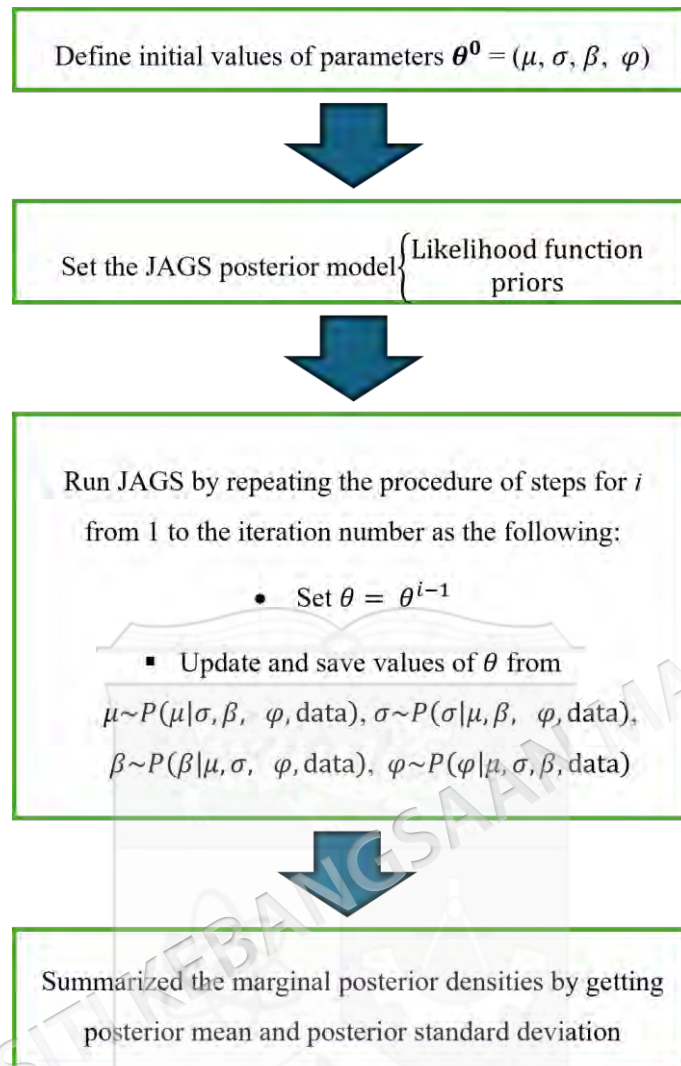 Define initial values of parameters θ⁰ = (μ, σ, β, φ)
Set the JAGS posterior model{Likelihood function
priors
Run JAGS by repeating the procedure of steps for i
from 1 to the iteration number as the following:
• Set θ = θ^{i−1}
▪ Update and save values of θ from
μ~P(μ|σ, β, φ, data), σ~P(σ|μ, β, φ, data),
β~P(β|μ, σ, φ, data), φ~P(φ|μ, σ, β, data)
Summarized the marginal posterior densities by getting
posterior mean and posterior standard deviation
SITI KEBANGSAAN MA